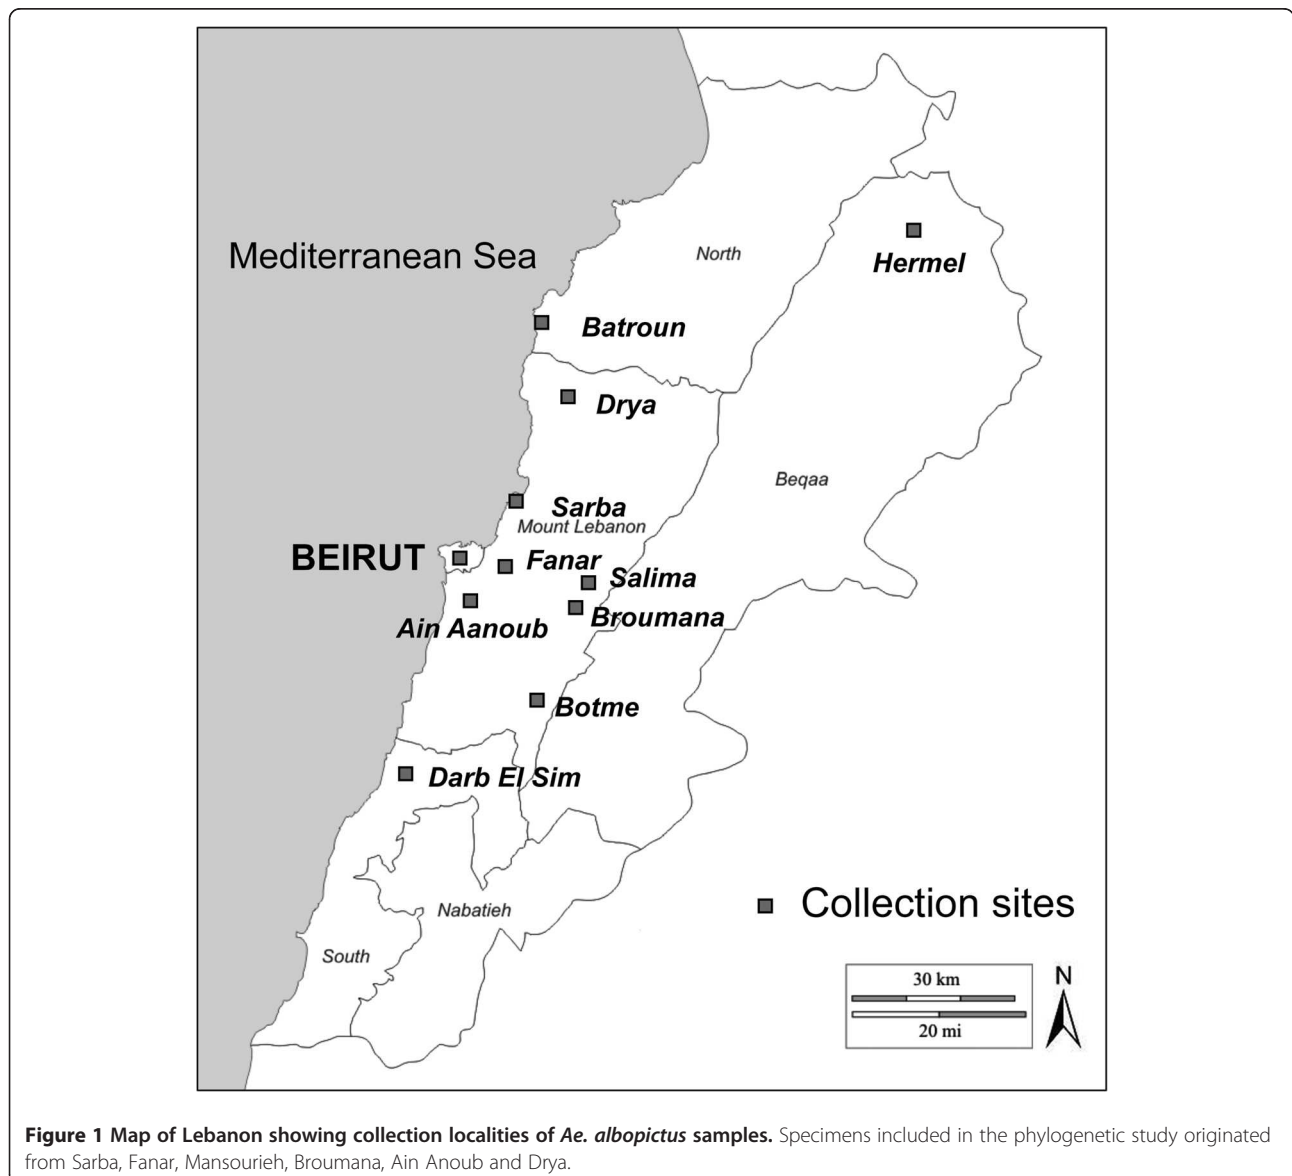 North
Mediterranean Sea
Hermel
Batroun
Drya
Beqaa
Sarba
Mount Lebanon
BEIRUT
Fanar
Salima
Broumana
Ain Aanoub
Botme
Darb El Sim
Collection sites
Nabatieh
South
30 km
N
20 mi
Figure 1 Map of Lebanon showing collection localities of Ae. albopictus samples. Specimens included in the phylogenetic study originated
from Sarba, Fanar, Mansourieh, Broumana, Ain Anoub and Drya.